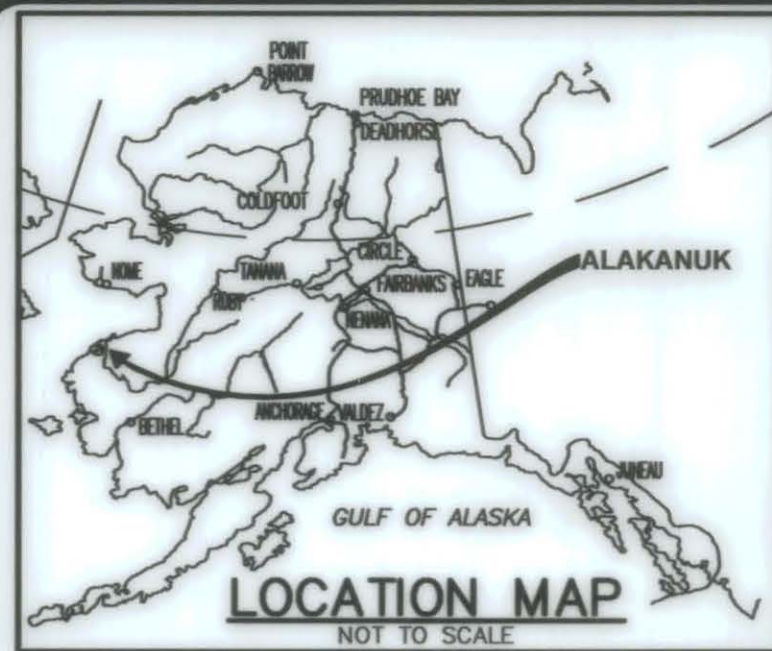 POINT
BARROW
PRUDHOE BAY
DEADHORSE
COLDFOOT
CIRCLE
NOME
TANANA
FAIRBANKS
EAGLE
ALAKANUK
RUBY
NENANA
ANCHORAGE
VALDEZ
BETHEL
JUNEAU
GULF OF ALASKA
LOCATION MAP
NOT TO SCALE